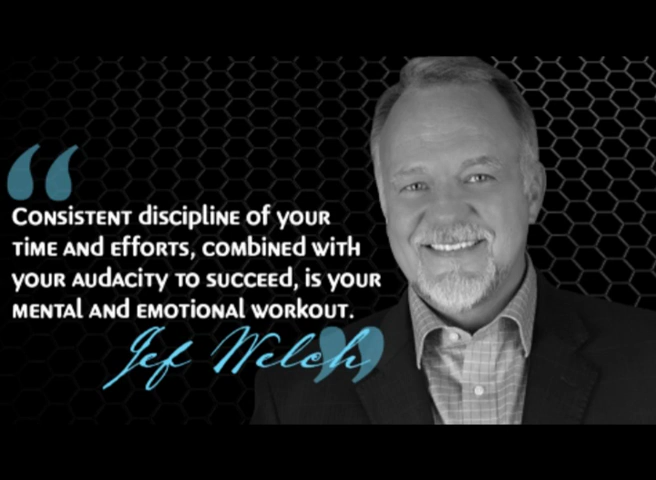 “
Consistent discipline of your
time and efforts, combined with
your audacity to succeed, is your
mental and emotional workout.
Jef Welch”